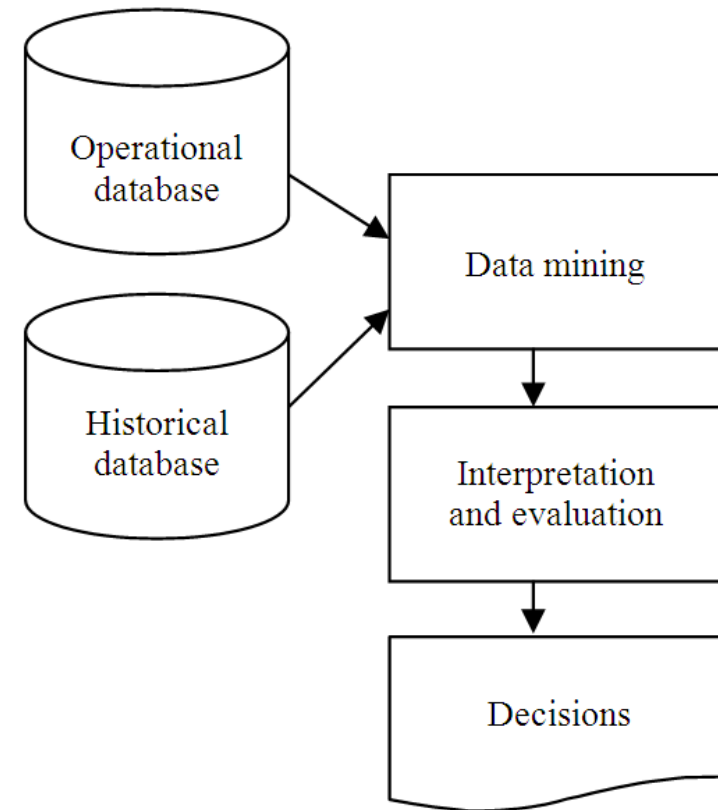 Operational
database
Data mining
Historical
database
Interpretation
and evaluation
Decisions